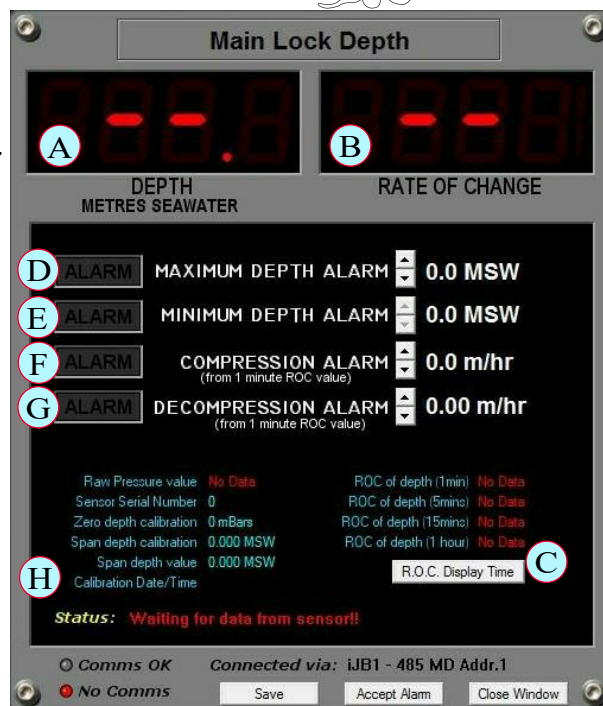 Main Lock Depth
A
B
DEPTH
METRES SEAWATER
RATE OF CHANGE
D ALARM MAXIMUM DEPTH ALARM 0.0 MSW
E ALARM MINIMUM DEPTH ALARM 0.0 MSW
F ALARM COMPRESSION ALARM 0.0 m/hr
(from 1 minute ROC value)
G ALARM DECOMPRESSION ALARM 0.00 m/hr
(from 1 minute ROC value)
Raw Pressure value No Data
Sensor Serial Number 0
Zero depth calibration 0 mBars
Span depth calibration 0.000 MSW
Span depth value 0.000 MSW
H Calibration Date/Time
ROC of depth (1min) No Data
ROC of depth (5mins) No Data
ROC of depth (15mins) No Data
ROC of depth (1 hour) No Data
R.O.C. Display Time C
Status: Waiting for data from sensor!!
Comms OK Connected via: iJB1 - 485 MD Addr.1
No Comms Save Accept Alarm Close Window